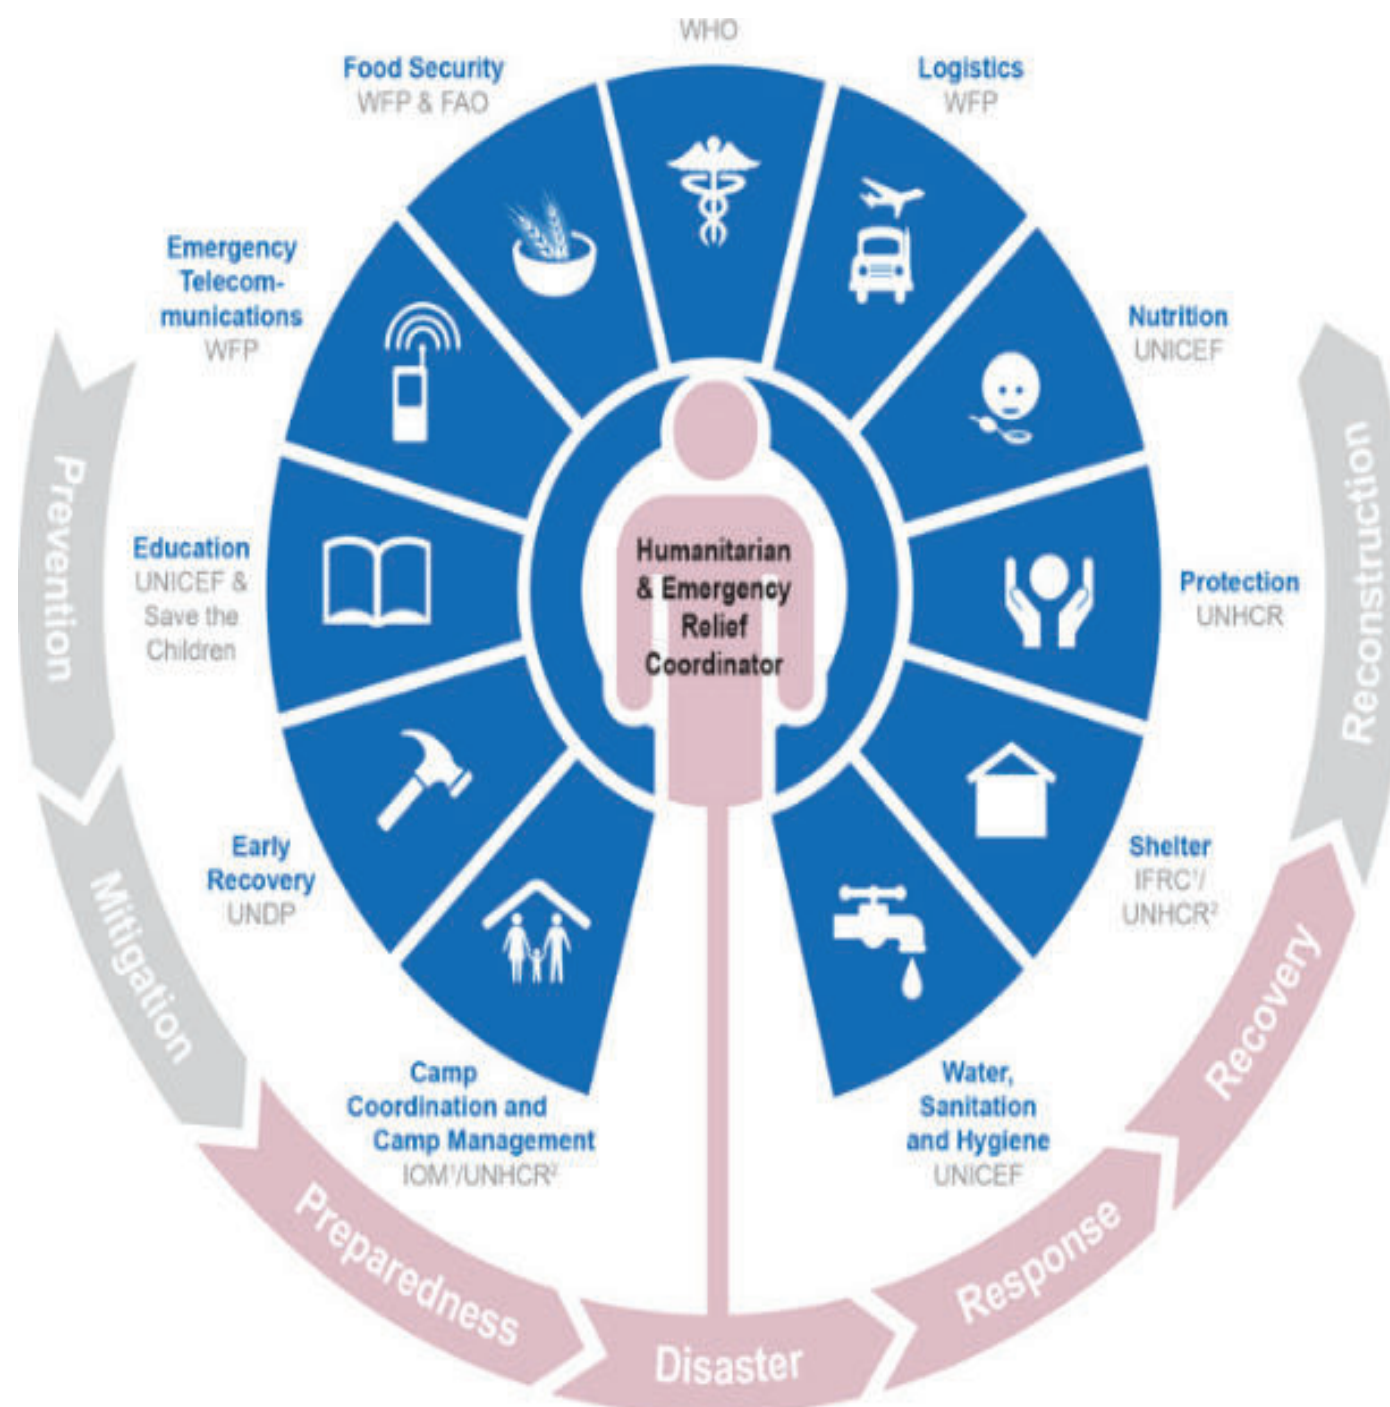 WHO
Food Security
WFP & FAO
Logistics
WFP
Emergency
Telecom-
munications
WFP
Nutrition
UNICEF
Education
UNICEF &
Save the
Children
Humanitarian
& Emergency
Relief
Coordinator
Protection
UNHCR
Early
Recovery
UNDP
Shelter
IFRC¹/
UNHCR²
Camp
Coordination and
Camp Management
IOM¹/UNHCR²
Water,
Sanitation
and Hygiene
UNICEF
Prevention
Mitigation
Preparedness
Disaster
Response
Recovery
Reconstruction